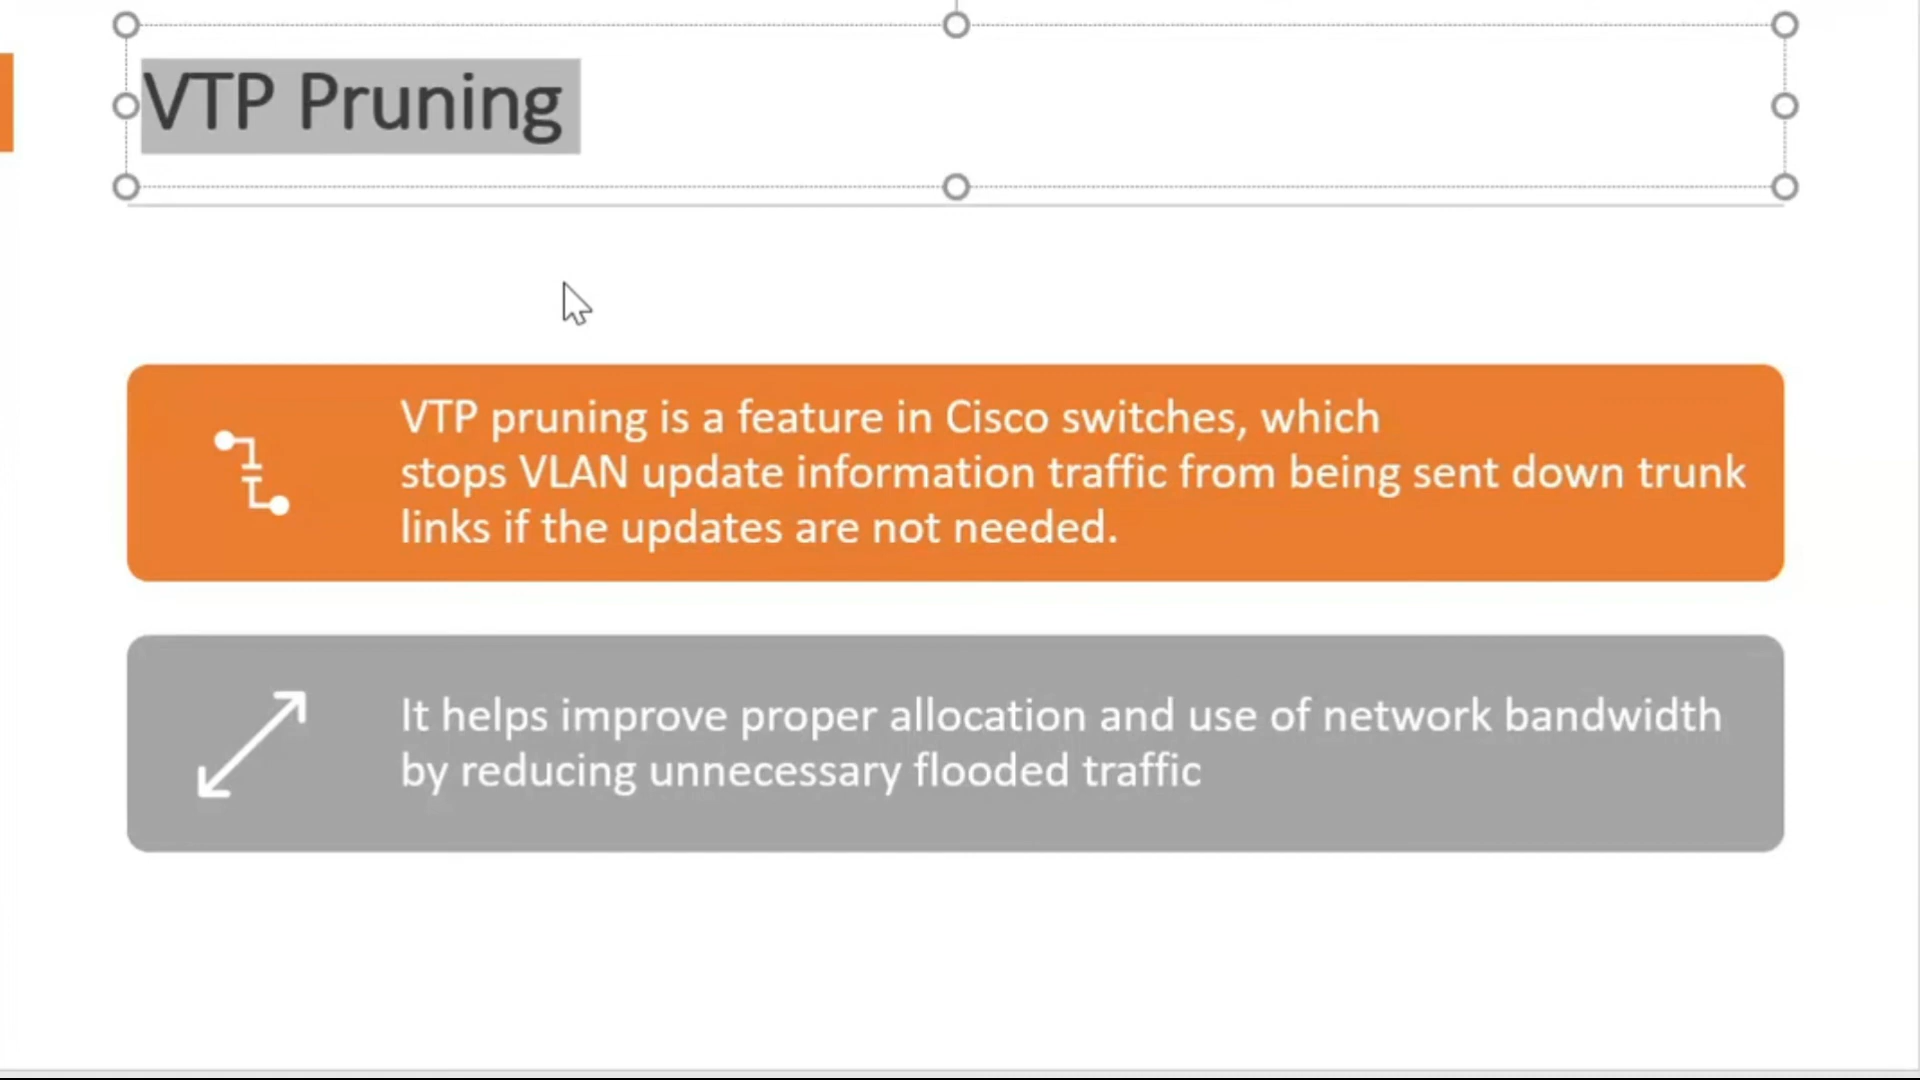 VTP Pruning
VTP pruning is a feature in Cisco switches, which
stops VLAN update information traffic from being sent down trunk
links if the updates are not needed.
It helps improve proper allocation and use of network bandwidth
by reducing unnecessary flooded traffic